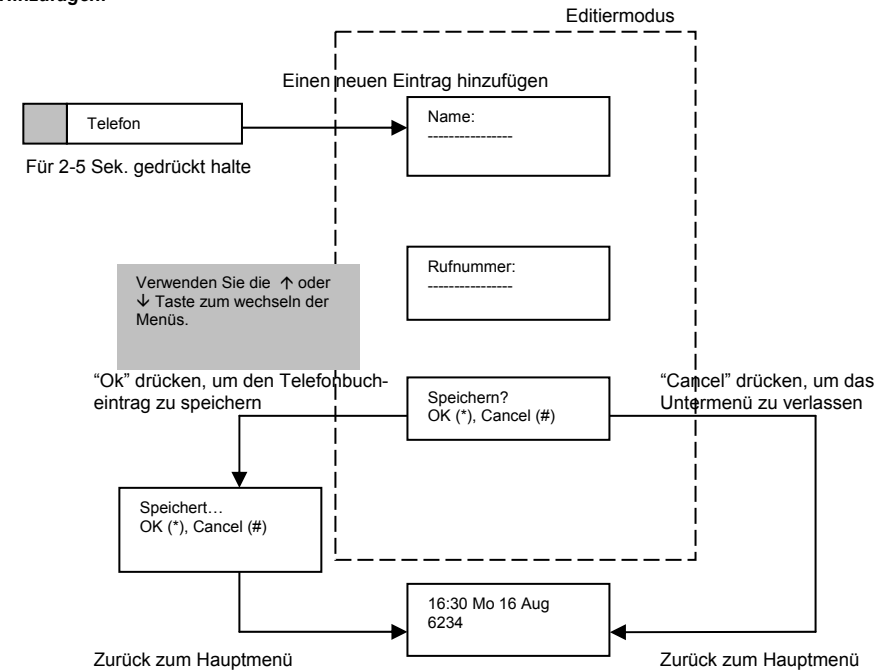 Editiermodus
Einen neuen Eintrag hinzufügen
Telefon
Für 2-5 Sek. gedrückt halte
Name:
----------------
Rufnummer:
----------------
Verwenden Sie die ↑ oder
↓ Taste zum wechseln der
Menüs.
“Ok” drücken, um den Telefonbuch-
eintrag zu speichern
Speichern?
OK (*), Cancel (#)
“Cancel” drücken, um das
Untermenü zu verlassen
Speichert…
OK (*), Cancel (#)
16:30 Mo 16 Aug
6234
Zurück zum Hauptmenü
Zurück zum Hauptmenü